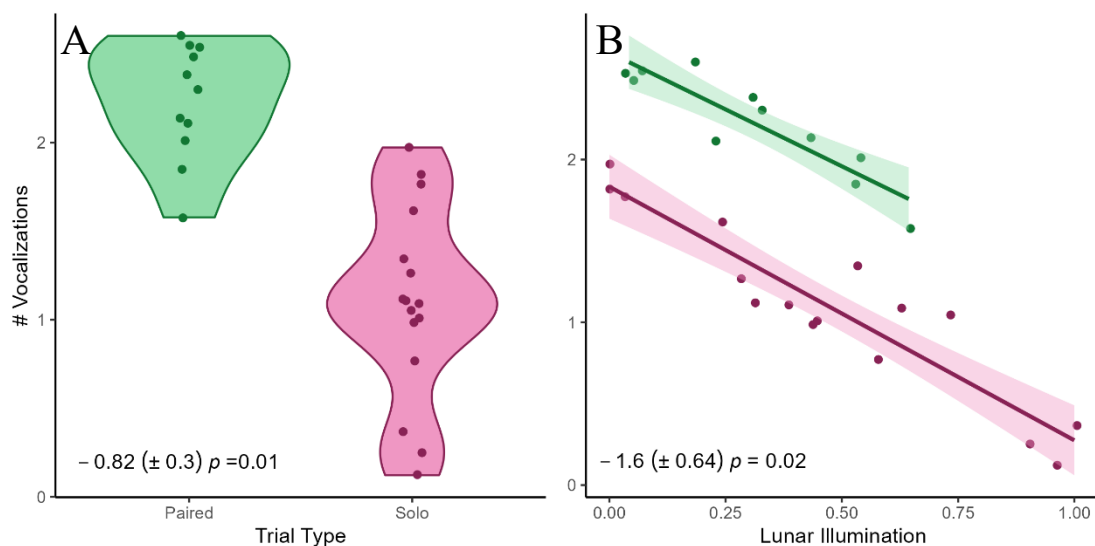 A
# Vocalizations
2
1
0
− 0.82 (± 0.3) p =0.01
Paired
Solo
Trial Type
B
2
1
0
− 1.6 (± 0.64) p = 0.02
0.00
0.25
0.50
0.75
1.00
Lunar Illumination